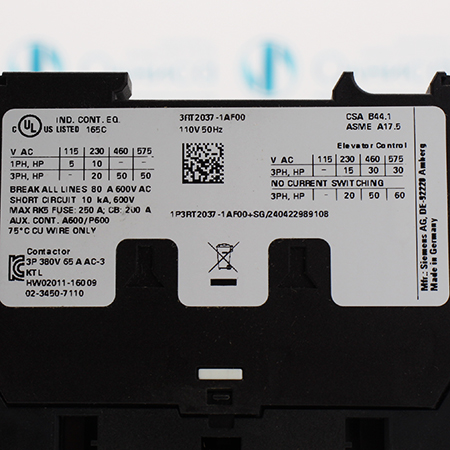 c UL US
IND. CONT. EQ.
LISTED 165C
V AC 115 230 460 575
1PH, HP 5 10 - -
3PH, HP - 20 50 50
BREAK ALL LINES 80 A 600V AC
SHORT CIRCUIT 10 kA, 600V
MAX RK5 FUSE: 250 A; CB: 200 A
AUX. CONT. A600/P600
75°C CU WIRE ONLY
Contactor
3P 380V 65 A AC-3
KTL
HW02011-16009
02-3450-7110
3RT2037-1AF00
110V 50Hz
1P3RT2037-1AF00+SG/240422989108
CSA B44.1
ASME A17.5
Elevator Control
V AC 115 230 460 575
3PH, HP - 15 30 30
NO CURRENT SWITCHING
3PH, HP - 20 50 60
Mfr.: Siemens AG, DE-92220 Amberg
Made in Germany